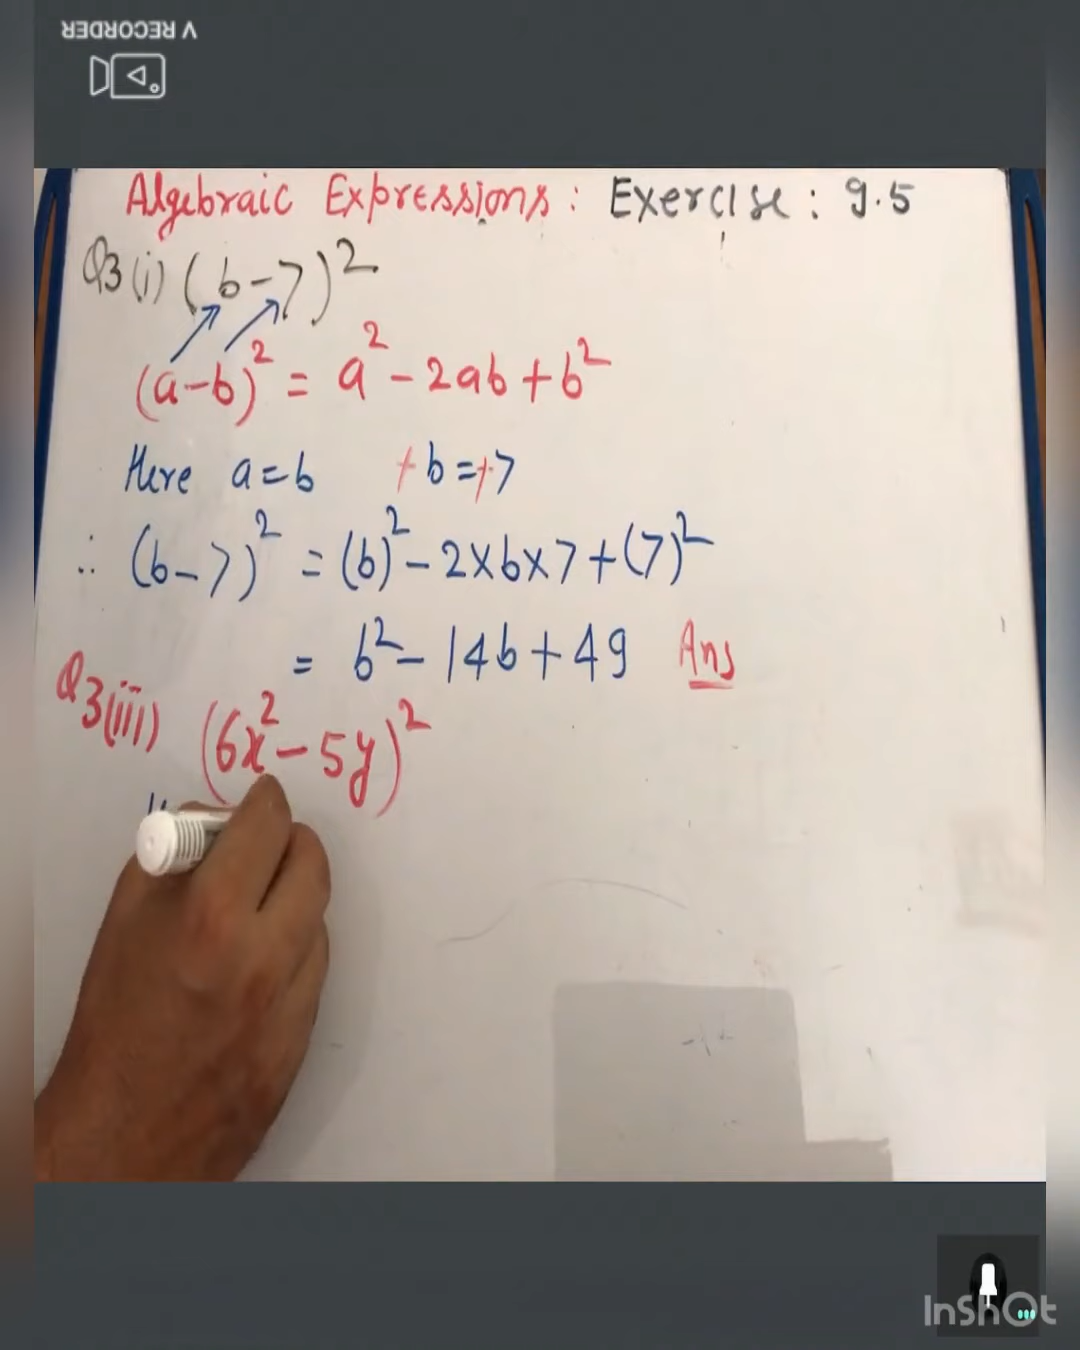 V RECORDER
Algebraic Expressions : Exercise : 9.5
Q3 (i) (b-7)²
(a-b)² = a² - 2ab + b²
Here a=b +b=+7
∴ (b-7)² = (b)² - 2×b×7 + (7)²
= b² - 14b + 49 Ans
Q3(iii) (6x² - 5y)²
InShOt